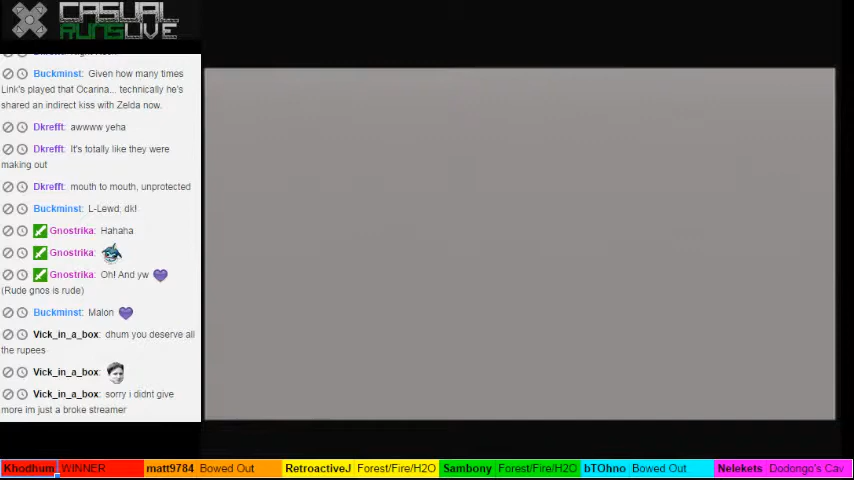 CASUAL
RUNSLIVE
Buckminst: Given how many times
Link's played that Ocarina... technically he's
shared an indirect kiss with Zelda now.
Dkrefft: awwww yeha
Dkrefft: It's totally like they were
making out
Dkrefft: mouth to mouth, unprotected
Buckminst: L-Lewd, dk!
Gnostrika: Hahaha
Gnostrika:
Gnostrika: Oh! And yw
(Rude gnos is rude)
Buckminst: Malon
Vick_in_a_box: dhum you deserve all
the rupees
Vick_in_a_box:
Vick_in_a_box: sorry i didnt give
more im just a broke streamer
Khodhum WINNER matt9784 Bowed Out RetroactiveJ Forest/Fire/H2O Sambony Forest/Fire/H2O bTOhno Bowed Out Nelekets Dodongo's Cav